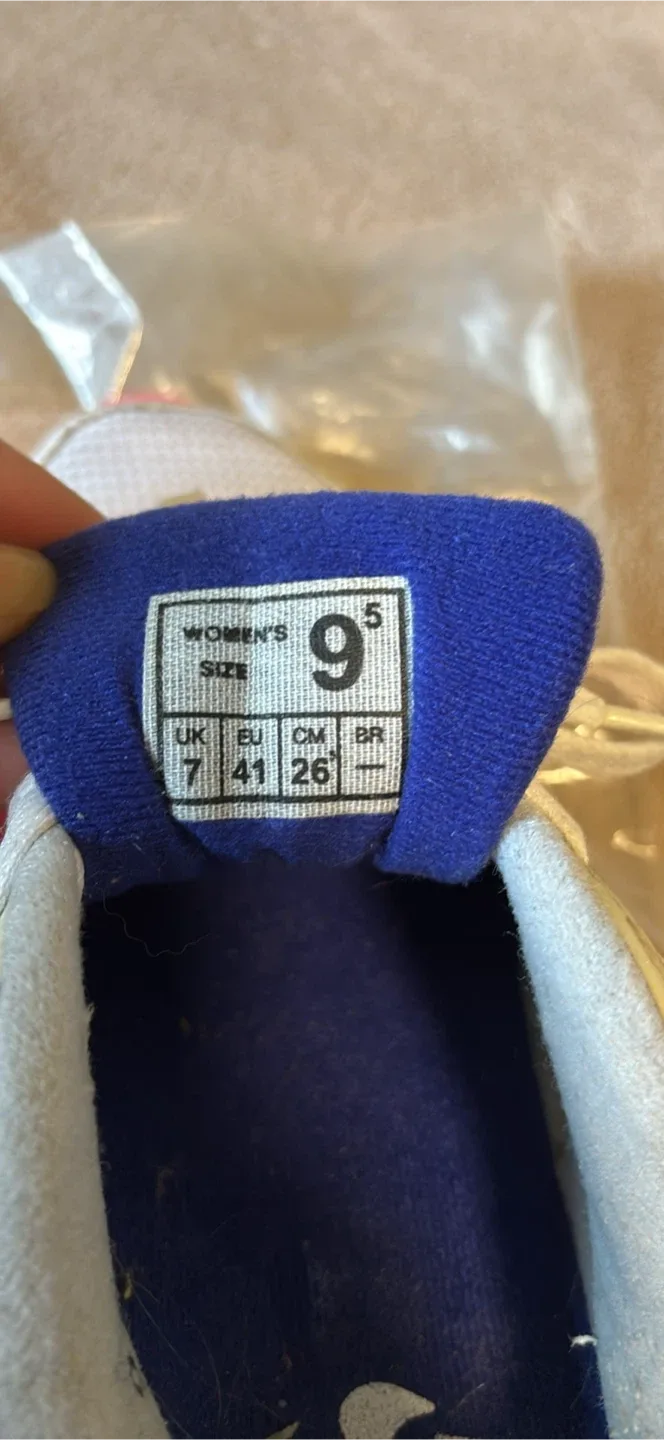 WOMEN'S
SIZE
9⁵
UK EU CM BR
7 41 26⁵ —